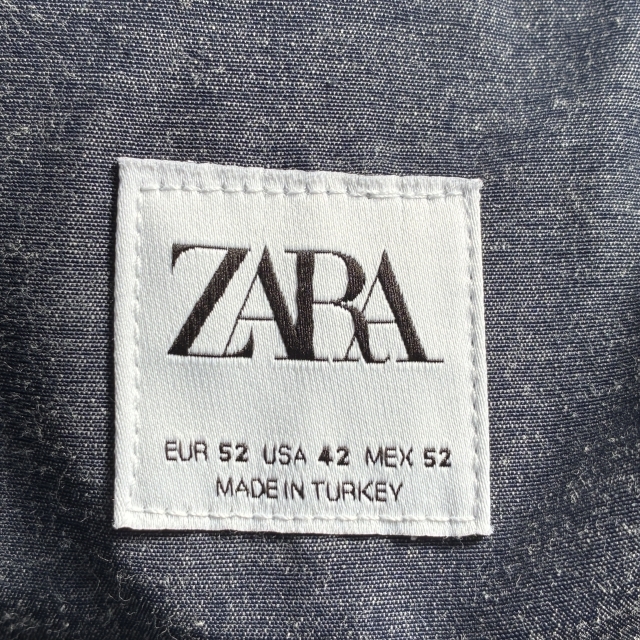 ZARA
EUR 52 USA 42 MEX 52
MADE IN TURKEY